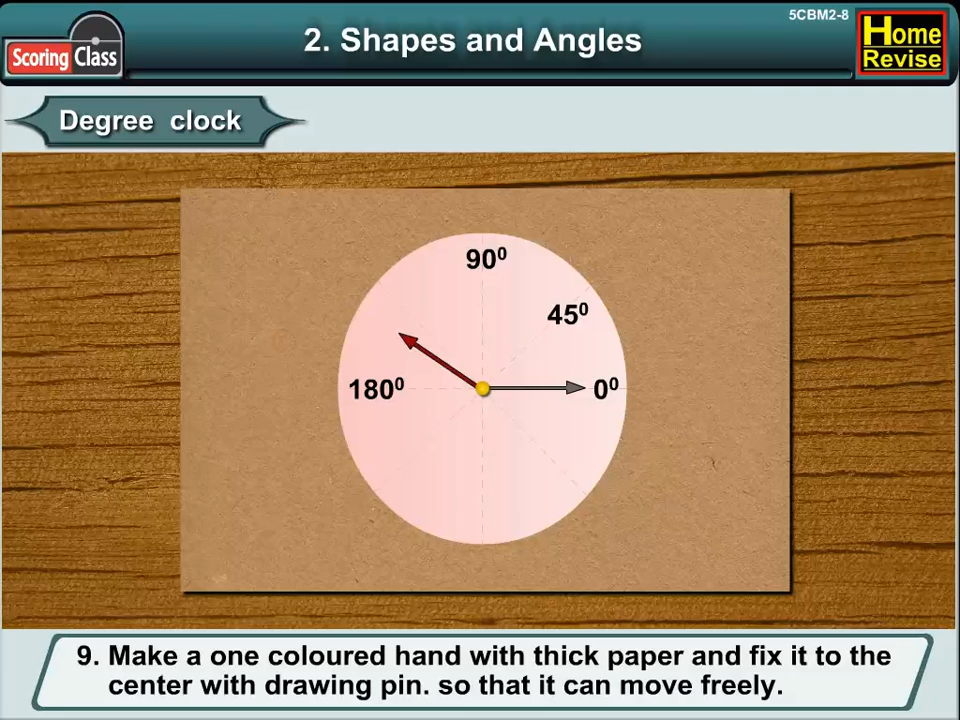 5CBM2-8
Scoring Class
2. Shapes and Angles
Home
Revise
Degree clock
90⁰
45⁰
180⁰
0⁰
9. Make a one coloured hand with thick paper and fix it to the
center with drawing pin. so that it can move freely.